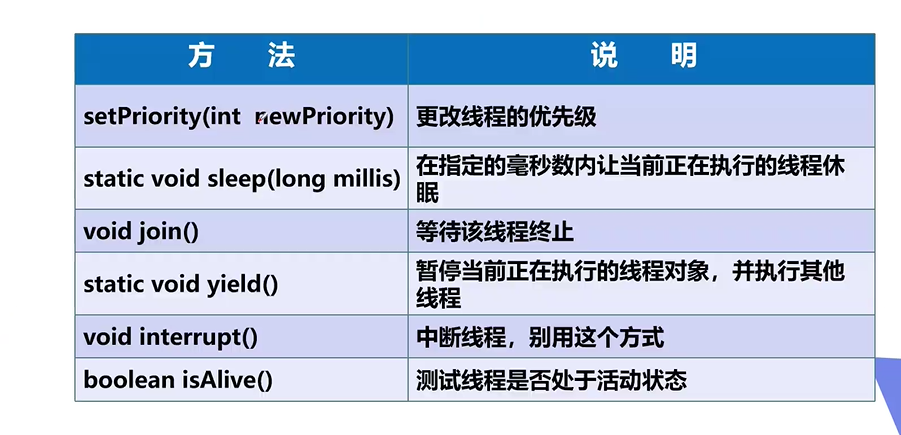 方 法 说 明
setPriority(int newPriority) 更改线程的优先级
static void sleep(long millis) 在指定的毫秒数内让当前正在执行的线程休
眠
void join() 等待该线程终止
static void yield() 暂停当前正在执行的线程对象，并执行其他
线程
void interrupt() 中断线程，别用这个方式
boolean isAlive() 测试线程是否处于活动状态